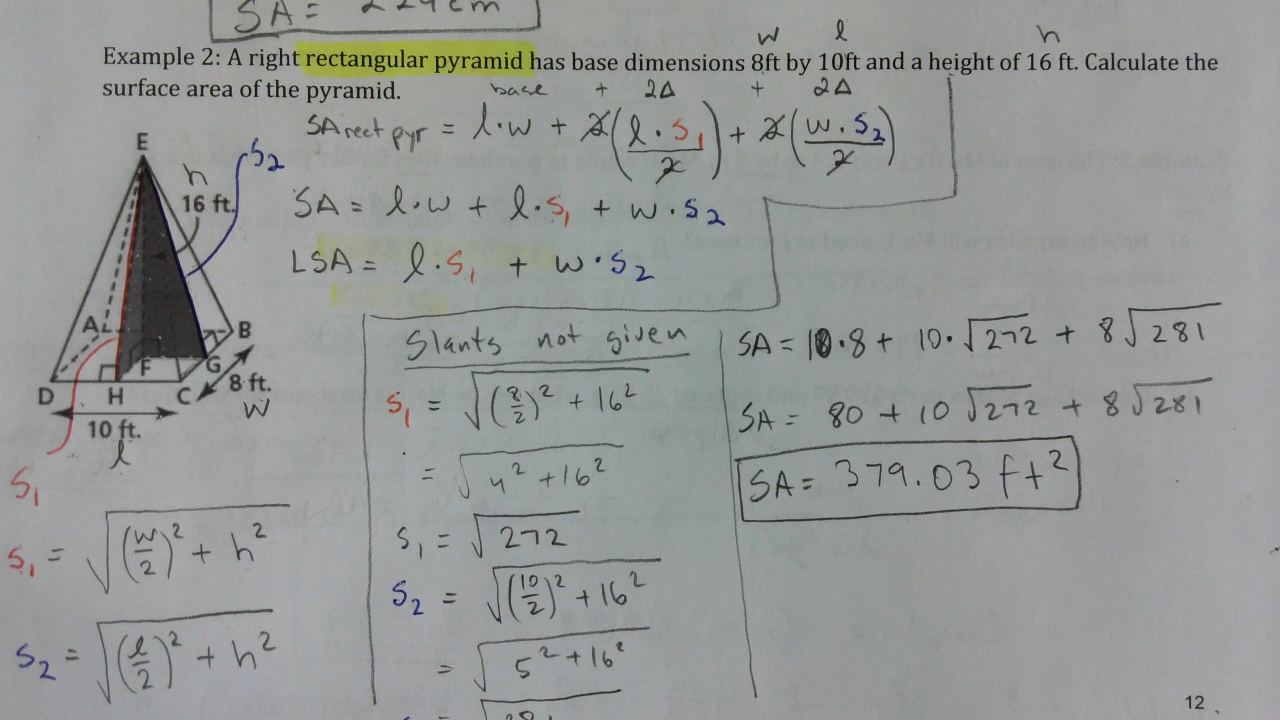 SA = 224 cm
w l h
Example 2: A right rectangular pyramid has base dimensions 8ft by 10ft and a height of 16 ft. Calculate the
surface area of the pyramid.
base + 2Δ + 2Δ
SA rect pyr = l·w + 2(l·s₁/2) + 2(w·s₂/2)
SA = l·w + l·s₁ + w·s₂
LSA = l·s₁ + w·s₂
E
h
s₂
16 ft.
A
B
F
G
D
H
C
8 ft.
w
10 ft.
l
s₁
s₁ = √((w/2)² + h²)
s₂ = √((l/2)² + h²)
Slants not given
s₁ = √((8/2)² + 16²)
= √(4² + 16²)
s₁ = √272
s₂ = √((10/2)² + 16²)
= √(5² + 16²)
SA = 10·8 + 10·√272 + 8√281
SA = 80 + 10√272 + 8√281
SA = 379.03 ft²
12